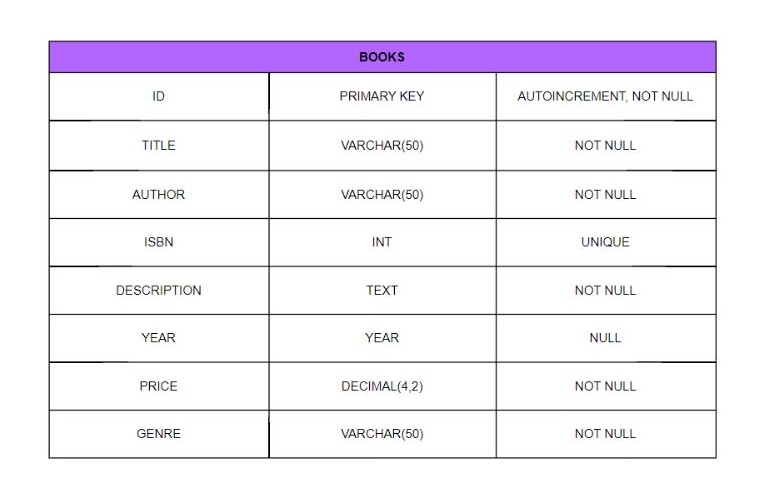 BOOKS
ID PRIMARY KEY AUTOINCREMENT, NOT NULL
TITLE VARCHAR(50) NOT NULL
AUTHOR VARCHAR(50) NOT NULL
ISBN INT UNIQUE
DESCRIPTION TEXT NOT NULL
YEAR YEAR NULL
PRICE DECIMAL(4,2) NOT NULL
GENRE VARCHAR(50) NOT NULL